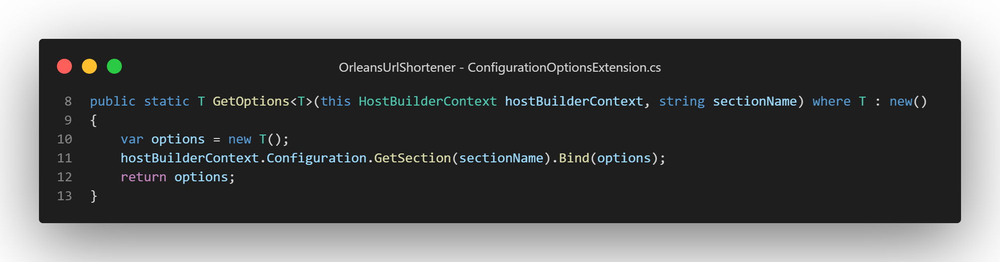 OrleansUrlShortener - ConfigurationOptionsExtension.cs
8 public static T GetOptions<T>(this HostBuilderContext hostBuilderContext, string sectionName) where T : new()
9 {
10     var options = new T();
11     hostBuilderContext.Configuration.GetSection(sectionName).Bind(options);
12     return options;
13 }